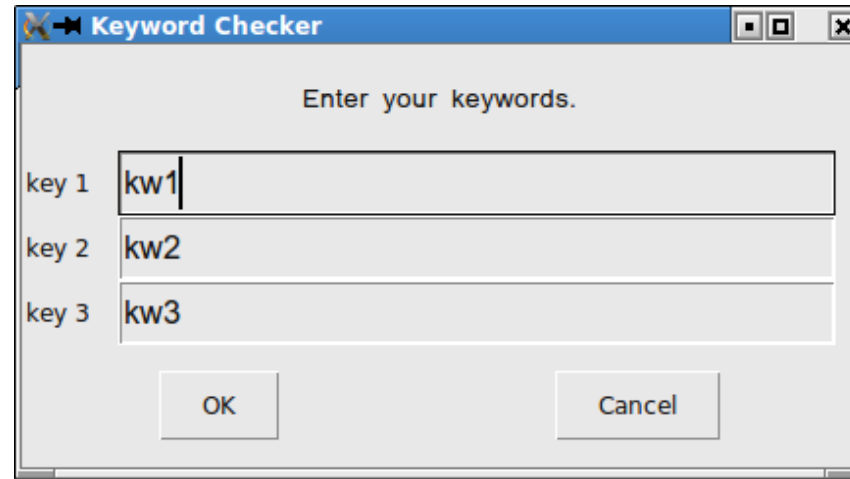 Keyword Checker
Enter your keywords.
key 1 kw1
key 2 kw2
key 3 kw3
OK Cancel